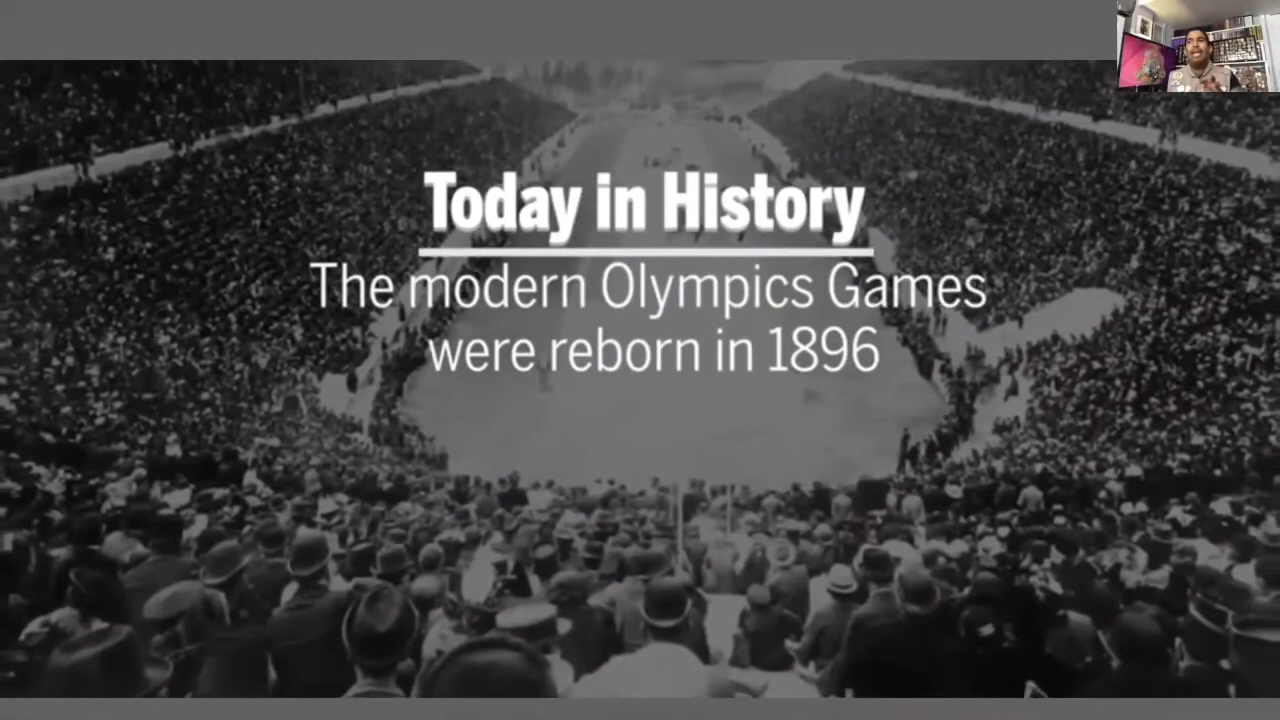 Today in History
The modern Olympics Games
were reborn in 1896